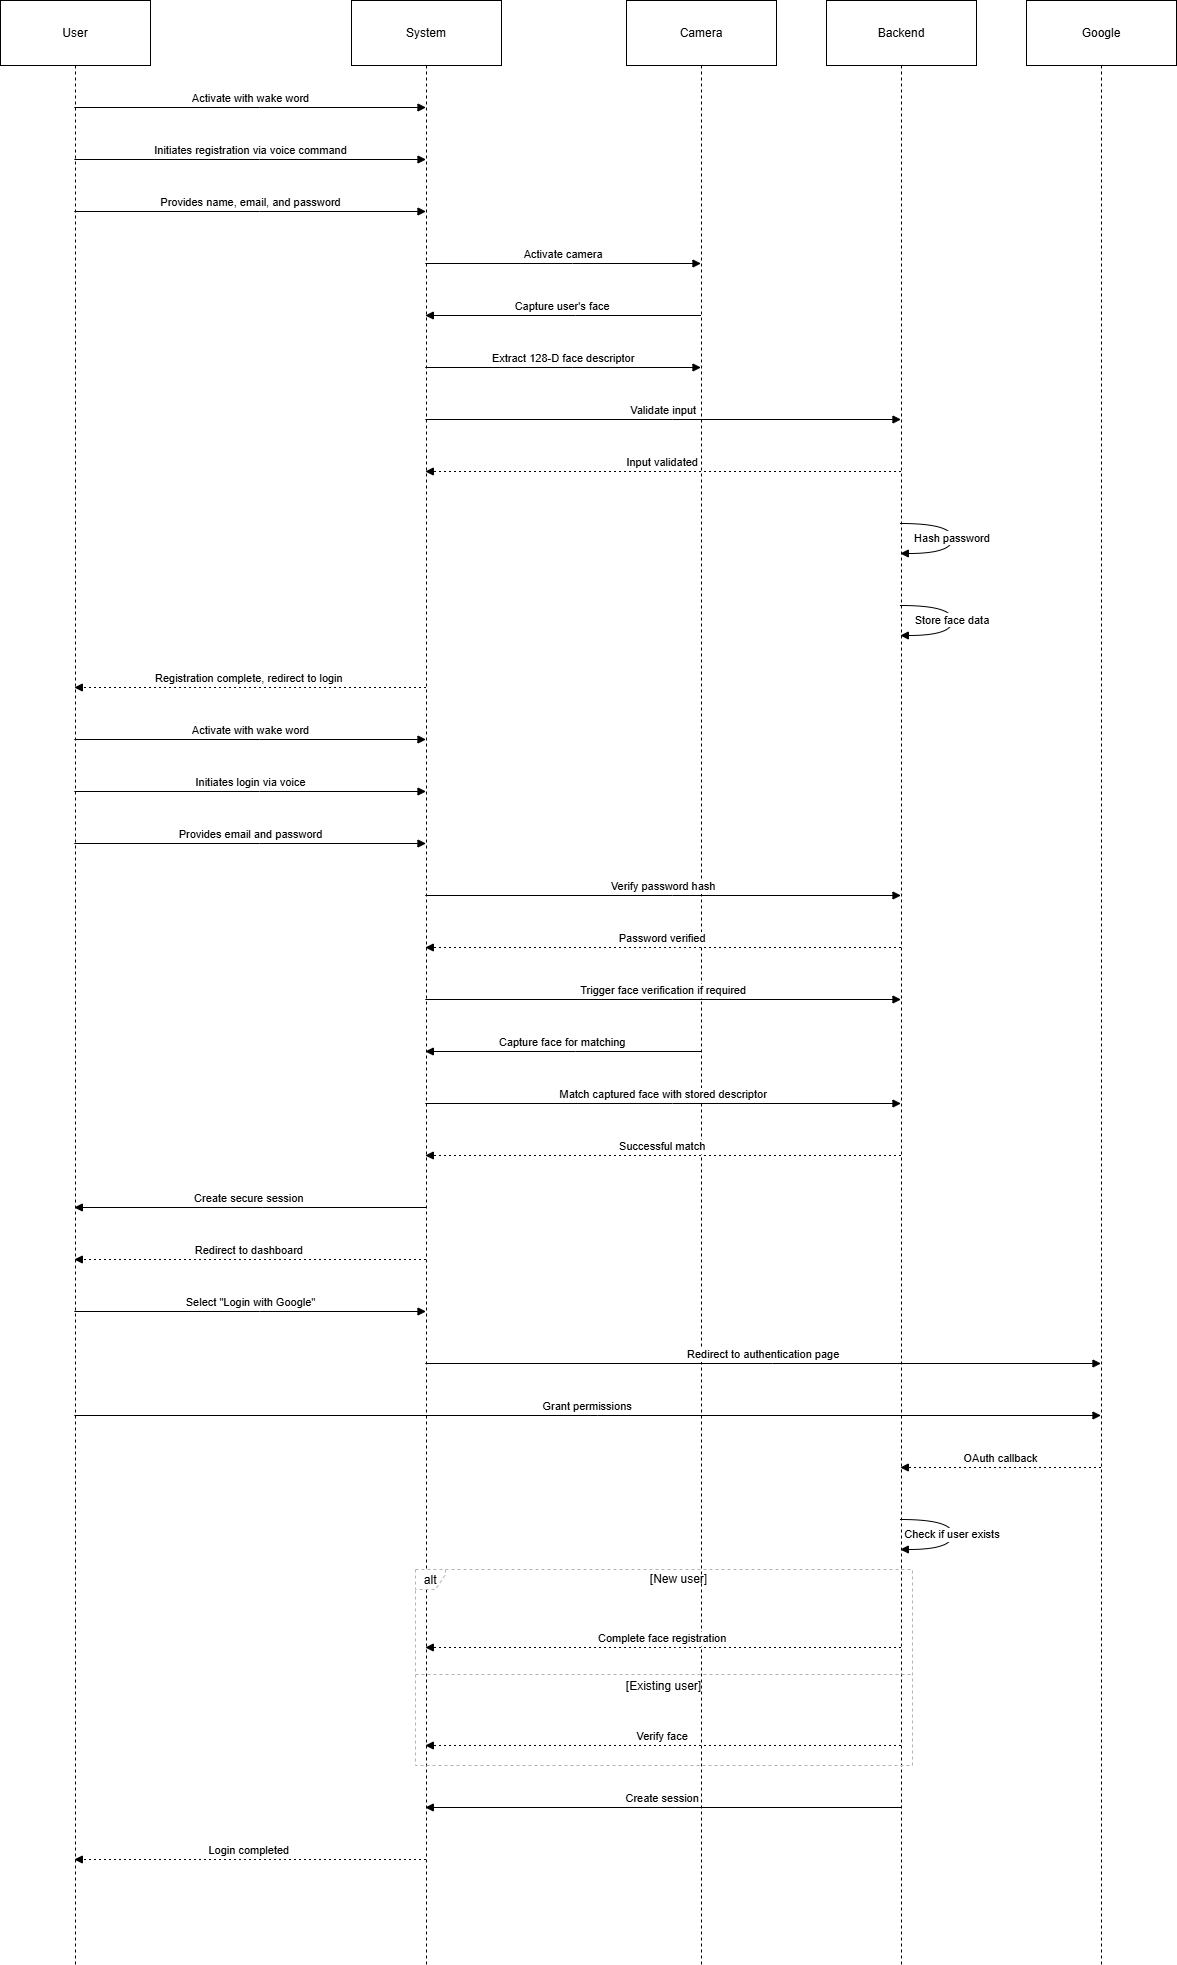 User
System
Camera
Backend
Google
Activate with wake word
Initiates registration via voice command
Provides name, email, and password
Activate camera
Capture user's face
Extract 128-D face descriptor
Validate input
Input validated
Hash password
Store face data
Registration complete, redirect to login
Activate with wake word
Initiates login via voice
Provides email and password
Verify password hash
Password verified
Trigger face verification if required
Capture face for matching
Match captured face with stored descriptor
Successful match
Create secure session
Redirect to dashboard
Select "Login with Google"
Redirect to authentication page
Grant permissions
OAuth callback
Check if user exists
alt
[New user]
Complete face registration
[Existing user]
Verify face
Create session
Login completed